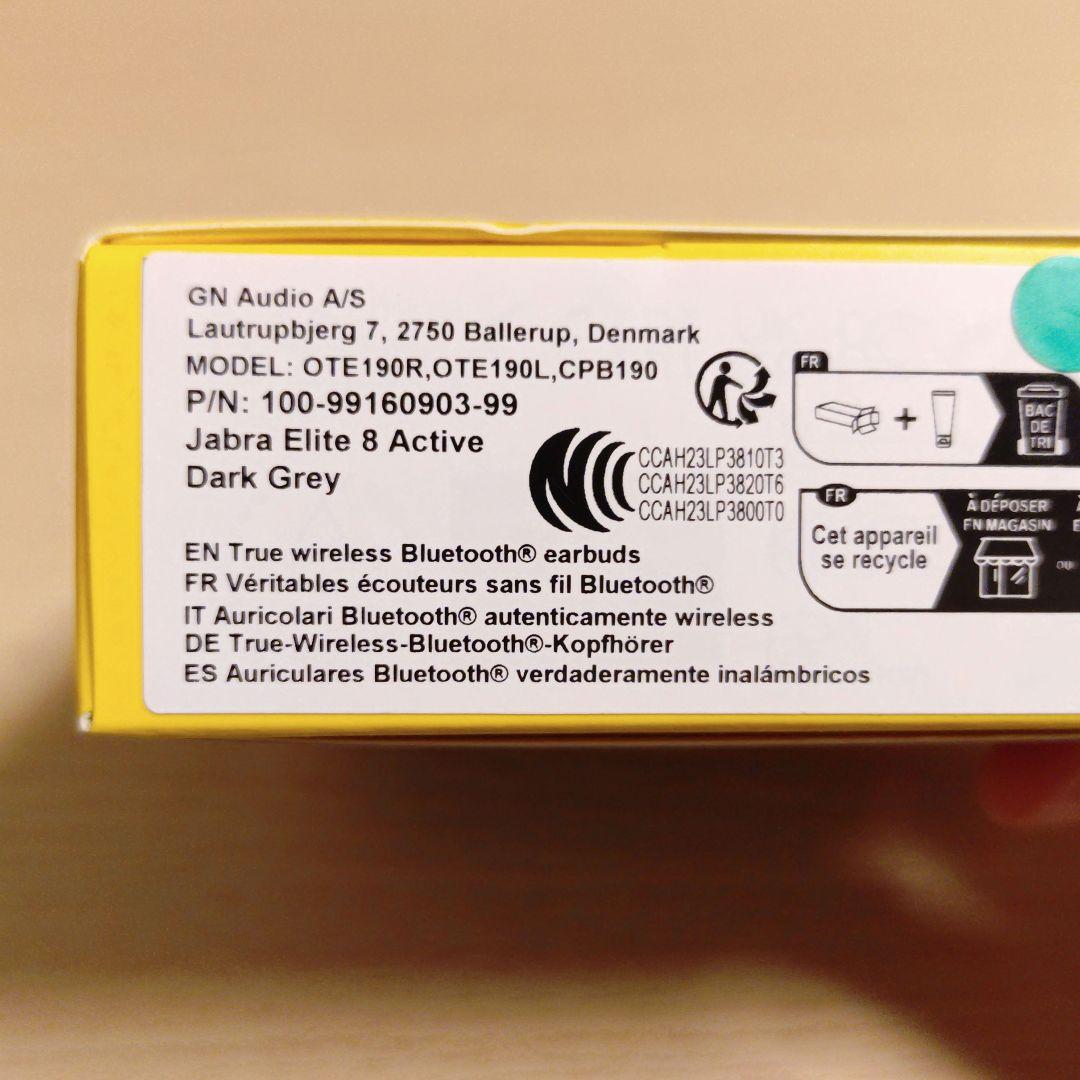 GN Audio A/S
Lautrupbjerg 7, 2750 Ballerup, Denmark
MODEL: OTE190R,OTE190L,CPB190
P/N: 100-99160903-99
Jabra Elite 8 Active
Dark Grey
CCAH23LP3810T3
CCAH23LP3820T6
CCAH23LP3800T0
EN True wireless Bluetooth® earbuds
FR Véritables écouteurs sans fil Bluetooth®
IT Auricolari Bluetooth® autenticamente wireless
DE True-Wireless-Bluetooth®-Kopfhörer
ES Auriculares Bluetooth® verdaderamente inalámbricos
FR
+
BAC
DE
TRI
FR
Cet appareil
se recycle
À DÉPOSER
EN MAGASIN
OU